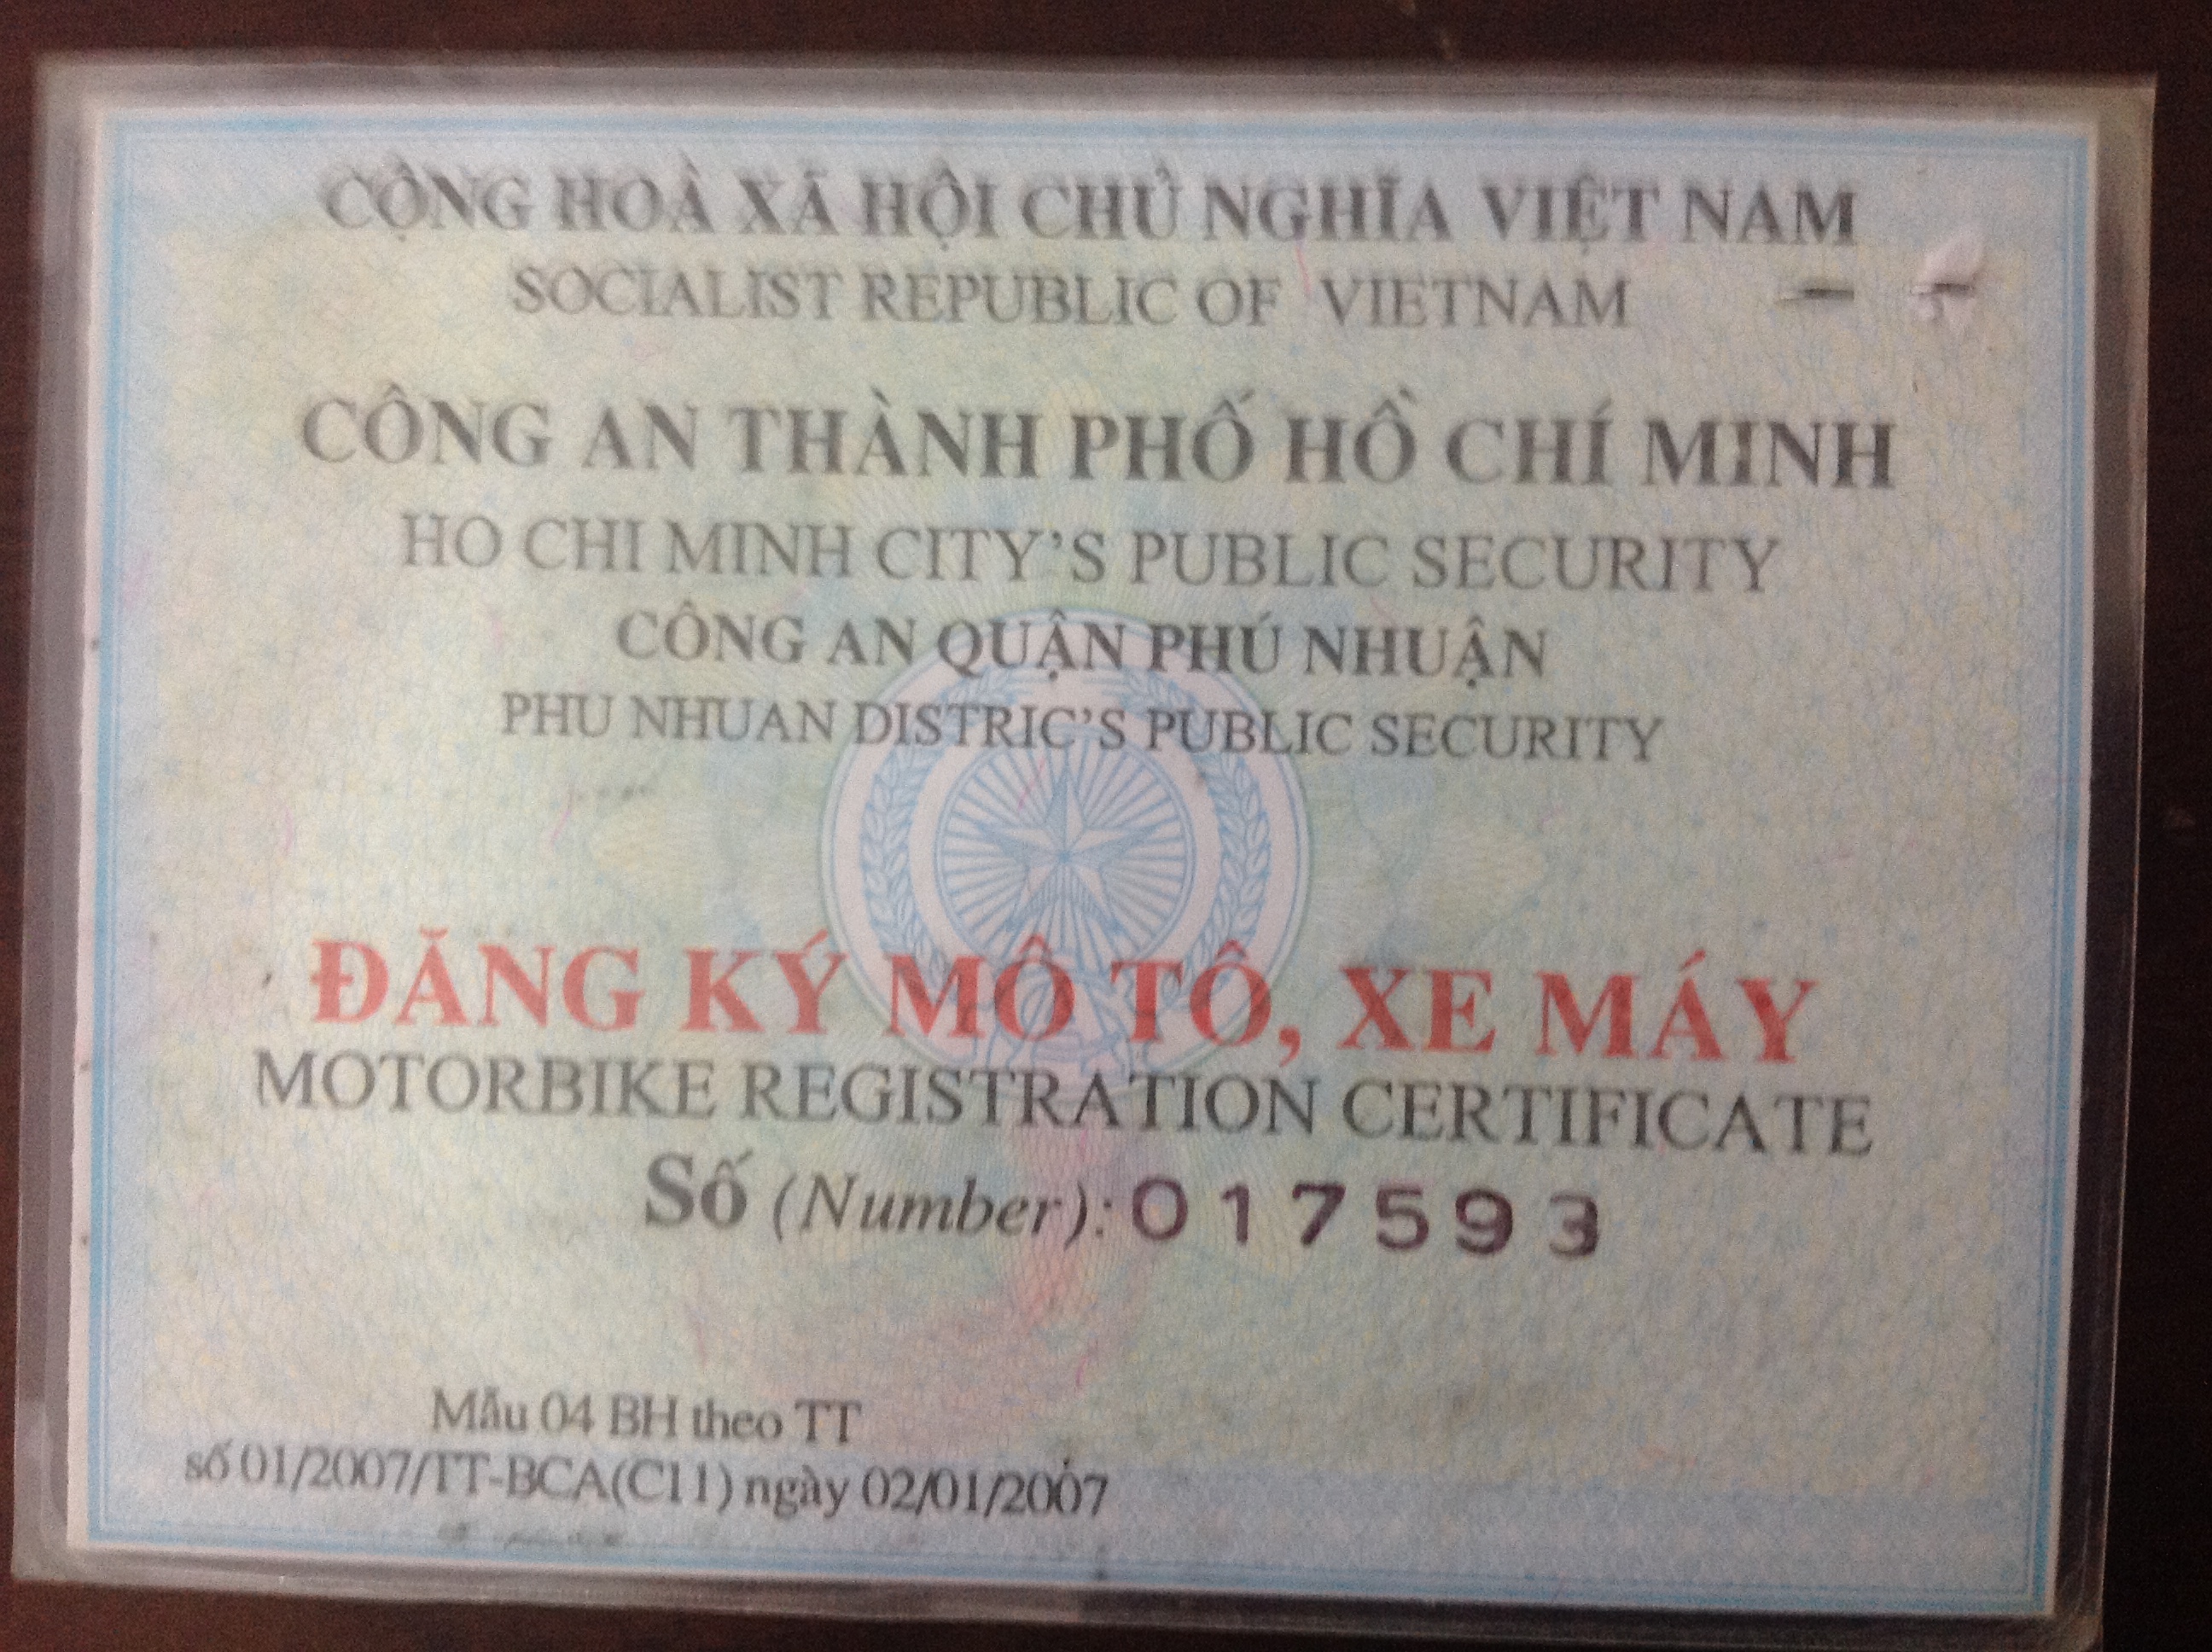 CỘNG HOÀ XÃ HỘI CHỦ NGHĨA VIỆT NAM
SOCIALIST REPUBLIC OF VIETNAM
CÔNG AN THÀNH PHỐ HỒ CHÍ MINH
HO CHI MINH CITY'S PUBLIC SECURITY
CÔNG AN QUẬN PHÚ NHUẬN
PHU NHUAN DISTRIC'S PUBLIC SECURITY
ĐĂNG KÝ MÔ TÔ, XE MÁY
MOTORBIKE REGISTRATION CERTIFICATE
Số (Number): 017593
Mẫu 04 BH theo TT
số 01/2007/TT-BCA(C11) ngày 02/01/2007